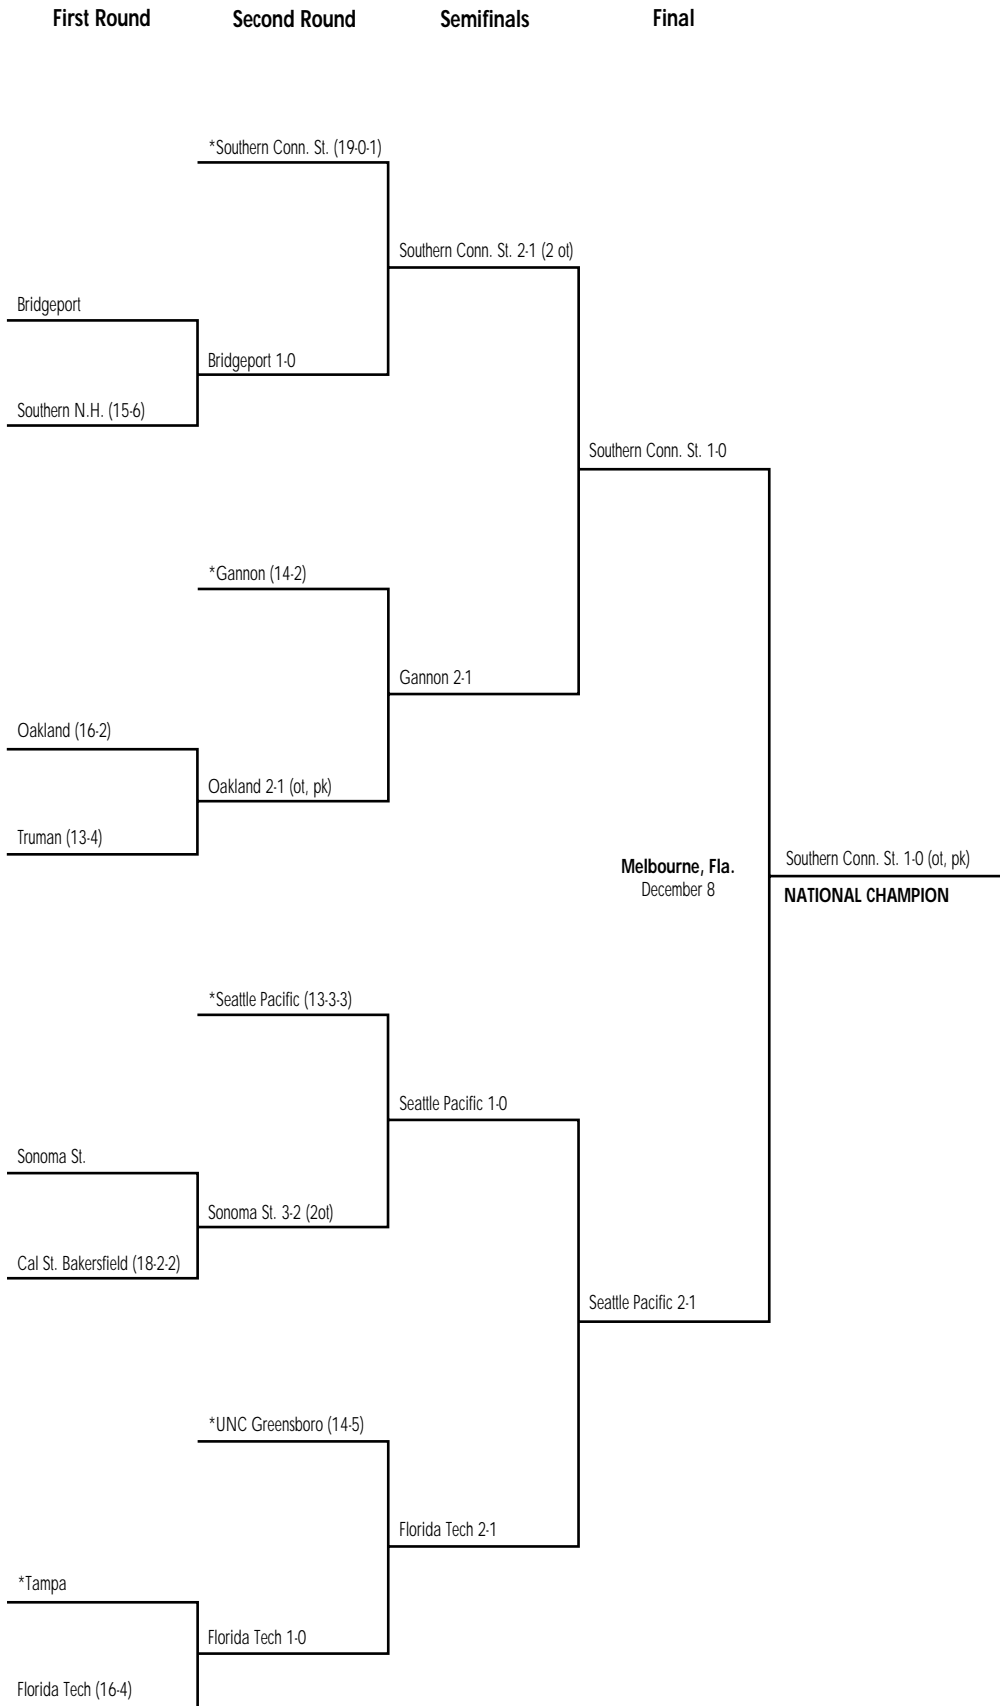 First Round
Second Round
Semifinals
Final
*Southern Conn. St. (19-0-1)
Southern Conn. St. 2-1 (2 ot)
Bridgeport
Bridgeport 1-0
Southern N.H. (15-6)
Southern Conn. St. 1-0
*Gannon (14-2)
Gannon 2-1
Oakland (16-2)
Oakland 2-1 (ot, pk)
Truman (13-4)
Melbourne, Fla.
December 8
Southern Conn. St. 1-0 (ot, pk)
NATIONAL CHAMPION
*Seattle Pacific (13-3-3)
Seattle Pacific 1-0
Sonoma St.
Sonoma St. 3-2 (2ot)
Cal St. Bakersfield (18-2-2)
Seattle Pacific 2-1
*UNC Greensboro (14-5)
Florida Tech 2-1
*Tampa
Florida Tech 1-0
Florida Tech (16-4)